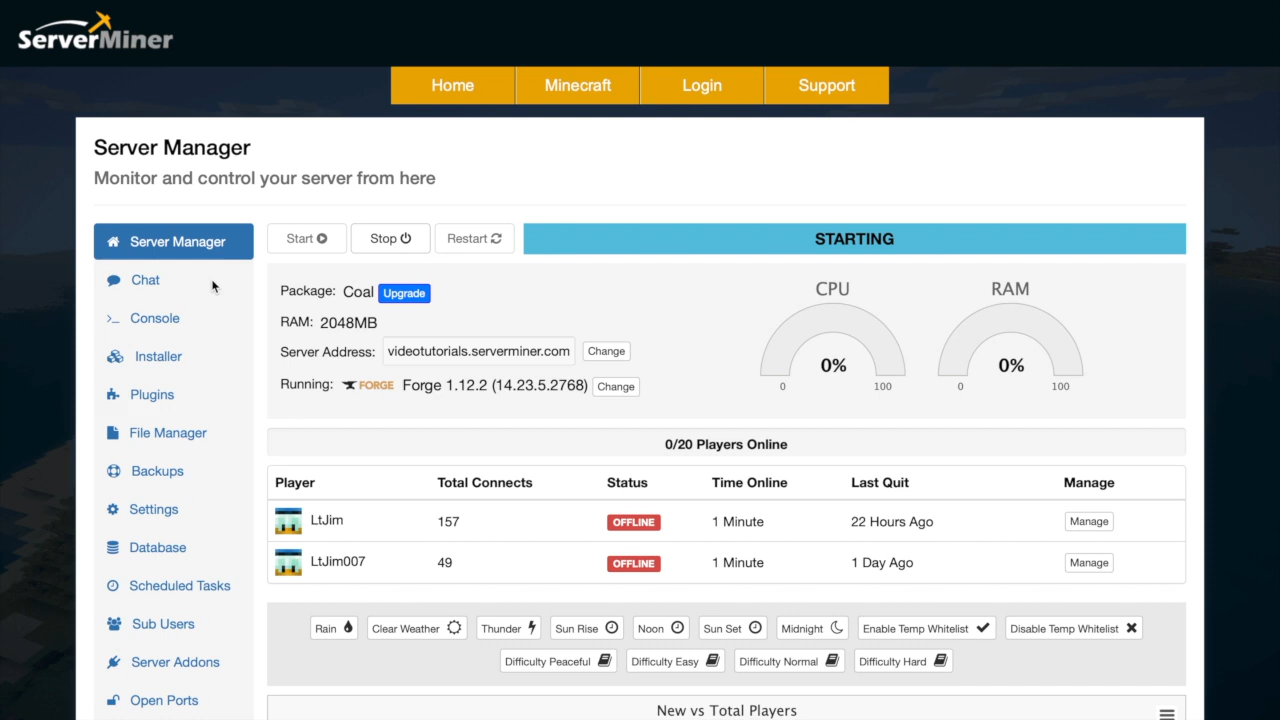 ServerMiner
Home Minecraft Login Support
Server Manager
Monitor and control your server from here
Server Manager
Chat
Console
Installer
Plugins
File Manager
Backups
Settings
Database
Scheduled Tasks
Sub Users
Server Addons
Open Ports
Start Stop Restart STARTING
Package: Coal Upgrade
RAM: 2048MB
Server Address: videotutorials.serverminer.com Change
Running: FORGE Forge 1.12.2 (14.23.5.2768) Change
CPU RAM
0% 0%
0 100 0 100
0/20 Players Online
Player Total Connects Status Time Online Last Quit Manage
LtJim 157 OFFLINE 1 Minute 22 Hours Ago Manage
LtJim007 49 OFFLINE 1 Minute 1 Day Ago Manage
Rain Clear Weather Thunder Sun Rise Noon Sun Set Midnight Enable Temp Whitelist Disable Temp Whitelist
Difficulty Peaceful Difficulty Easy Difficulty Normal Difficulty Hard
New vs Total Players